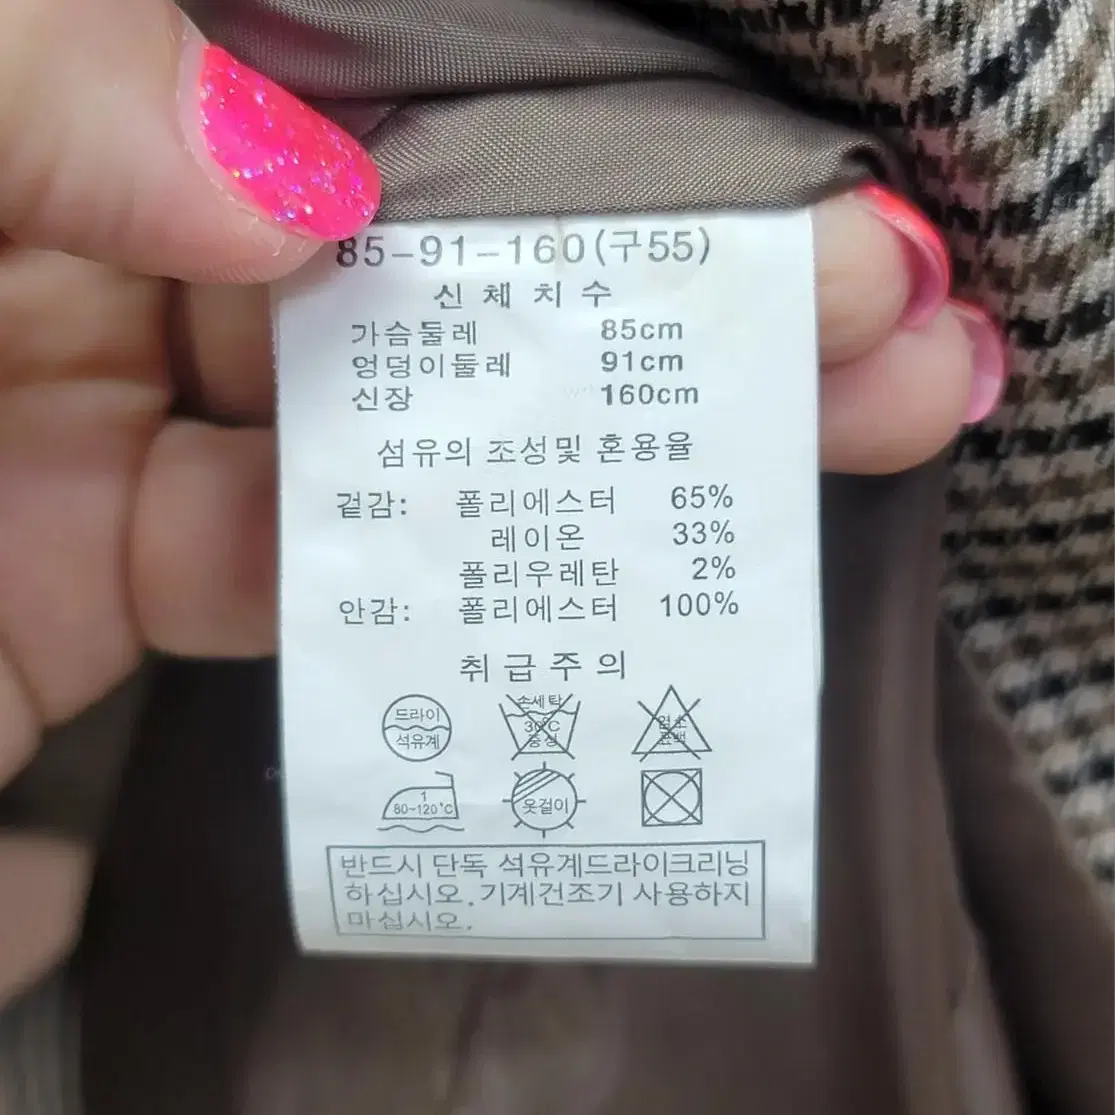 85-91-160(구55)
신체치수
가슴둘레 85cm
엉덩이둘레 91cm
신장 160cm
섬유의 조성및 혼용율
겉감: 폴리에스터 65%
레이온 33%
폴리우레탄 2%
안감: 폴리에스터 100%
취급주의
드라이
석유계
손세탁
30°C
중성
염소
표백
1
80~120°C
옷걸이
반드시 단독 석유계드라이크리닝
하십시오.기계건조기 사용하지
마십시오.